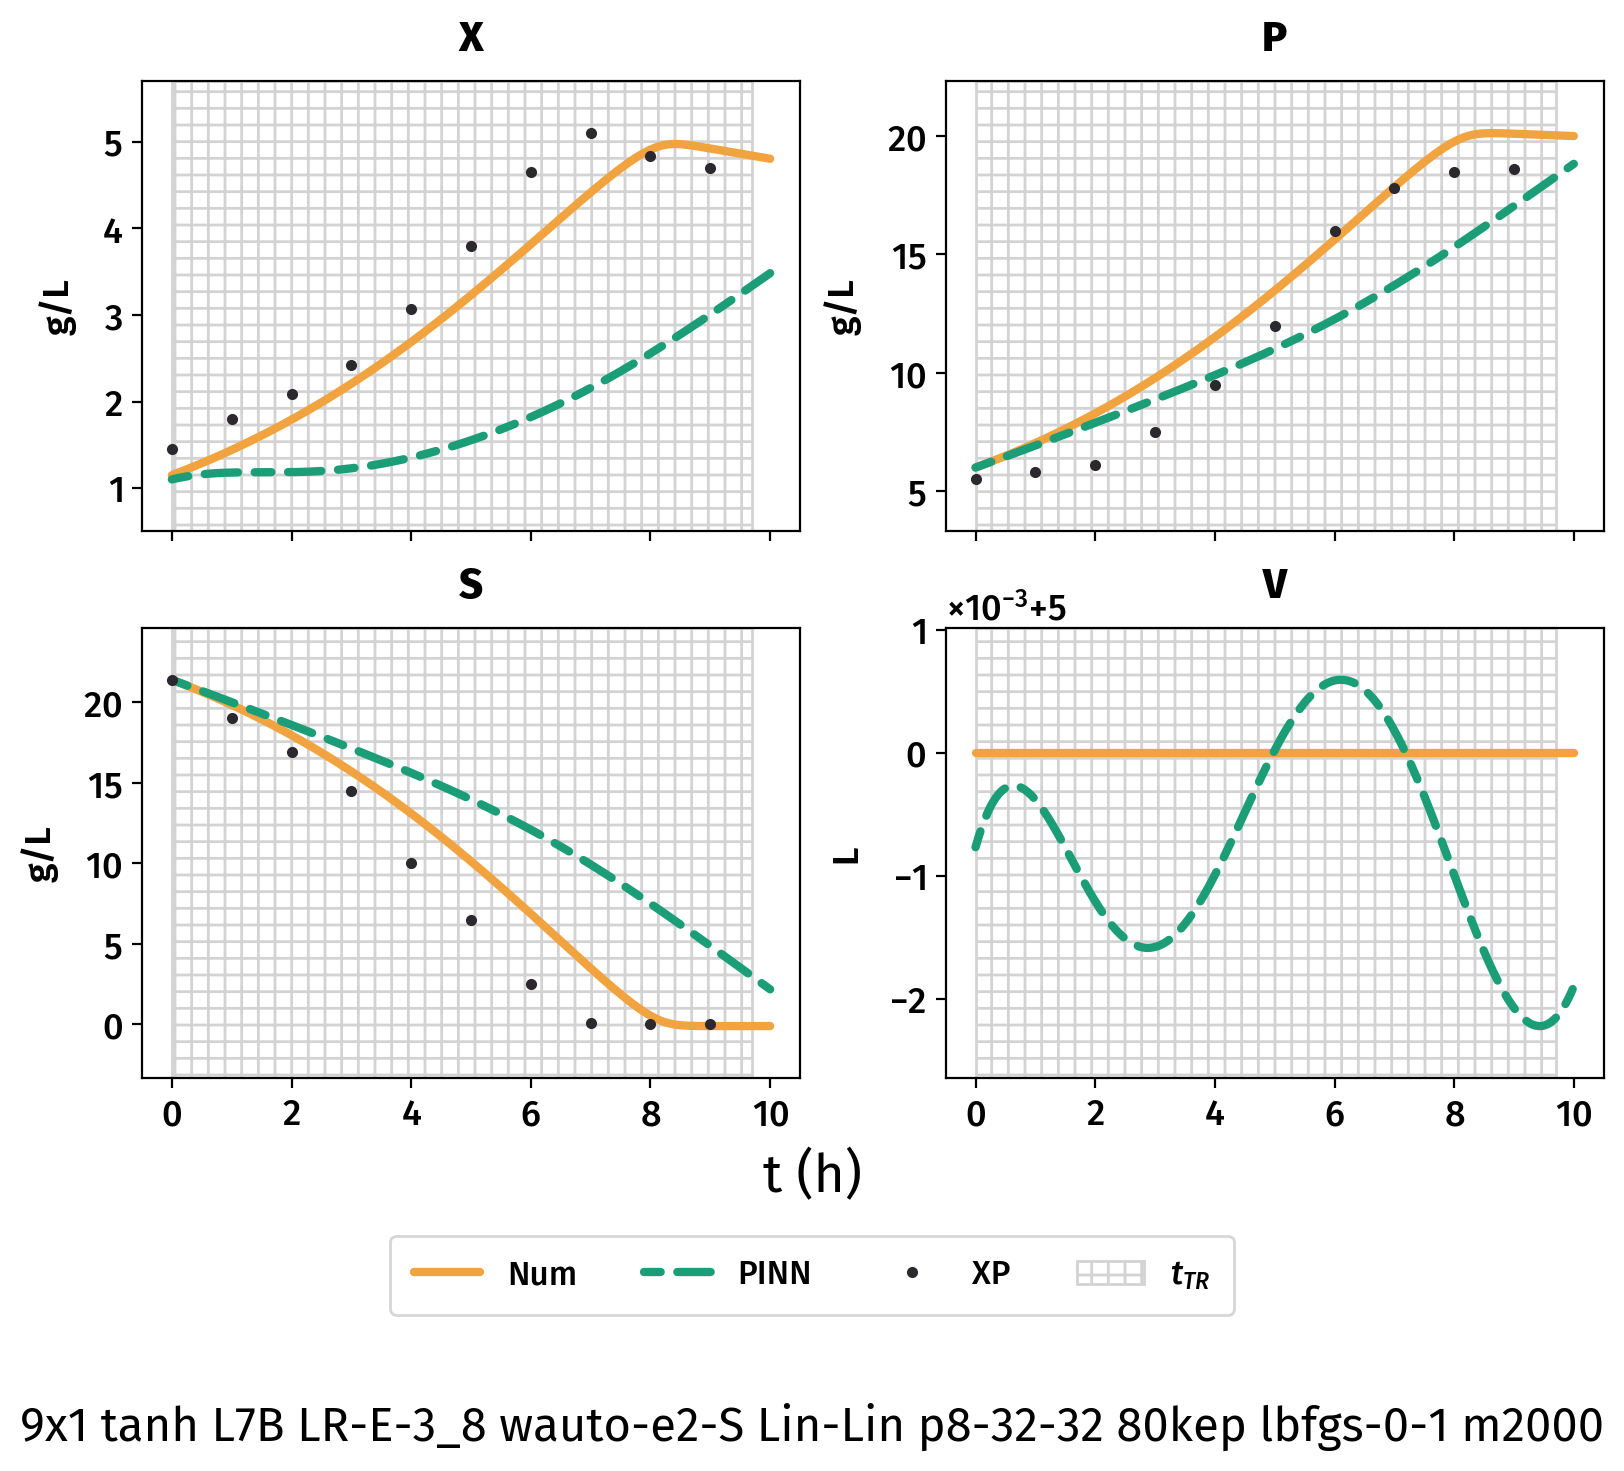 X
P
5
4
3
2
1
g/L
20
15
10
5
g/L
S
V
×10⁻³+5
20
15
10
5
0
g/L
1
0
−1
−2
L
0 2 4 6 8 10
0 2 4 6 8 10
t (h)
Num PINN XP t_TR
9x1 tanh L7B LR-E-3_8 wauto-e2-S Lin-Lin p8-32-32 80kep lbfgs-0-1 m2000